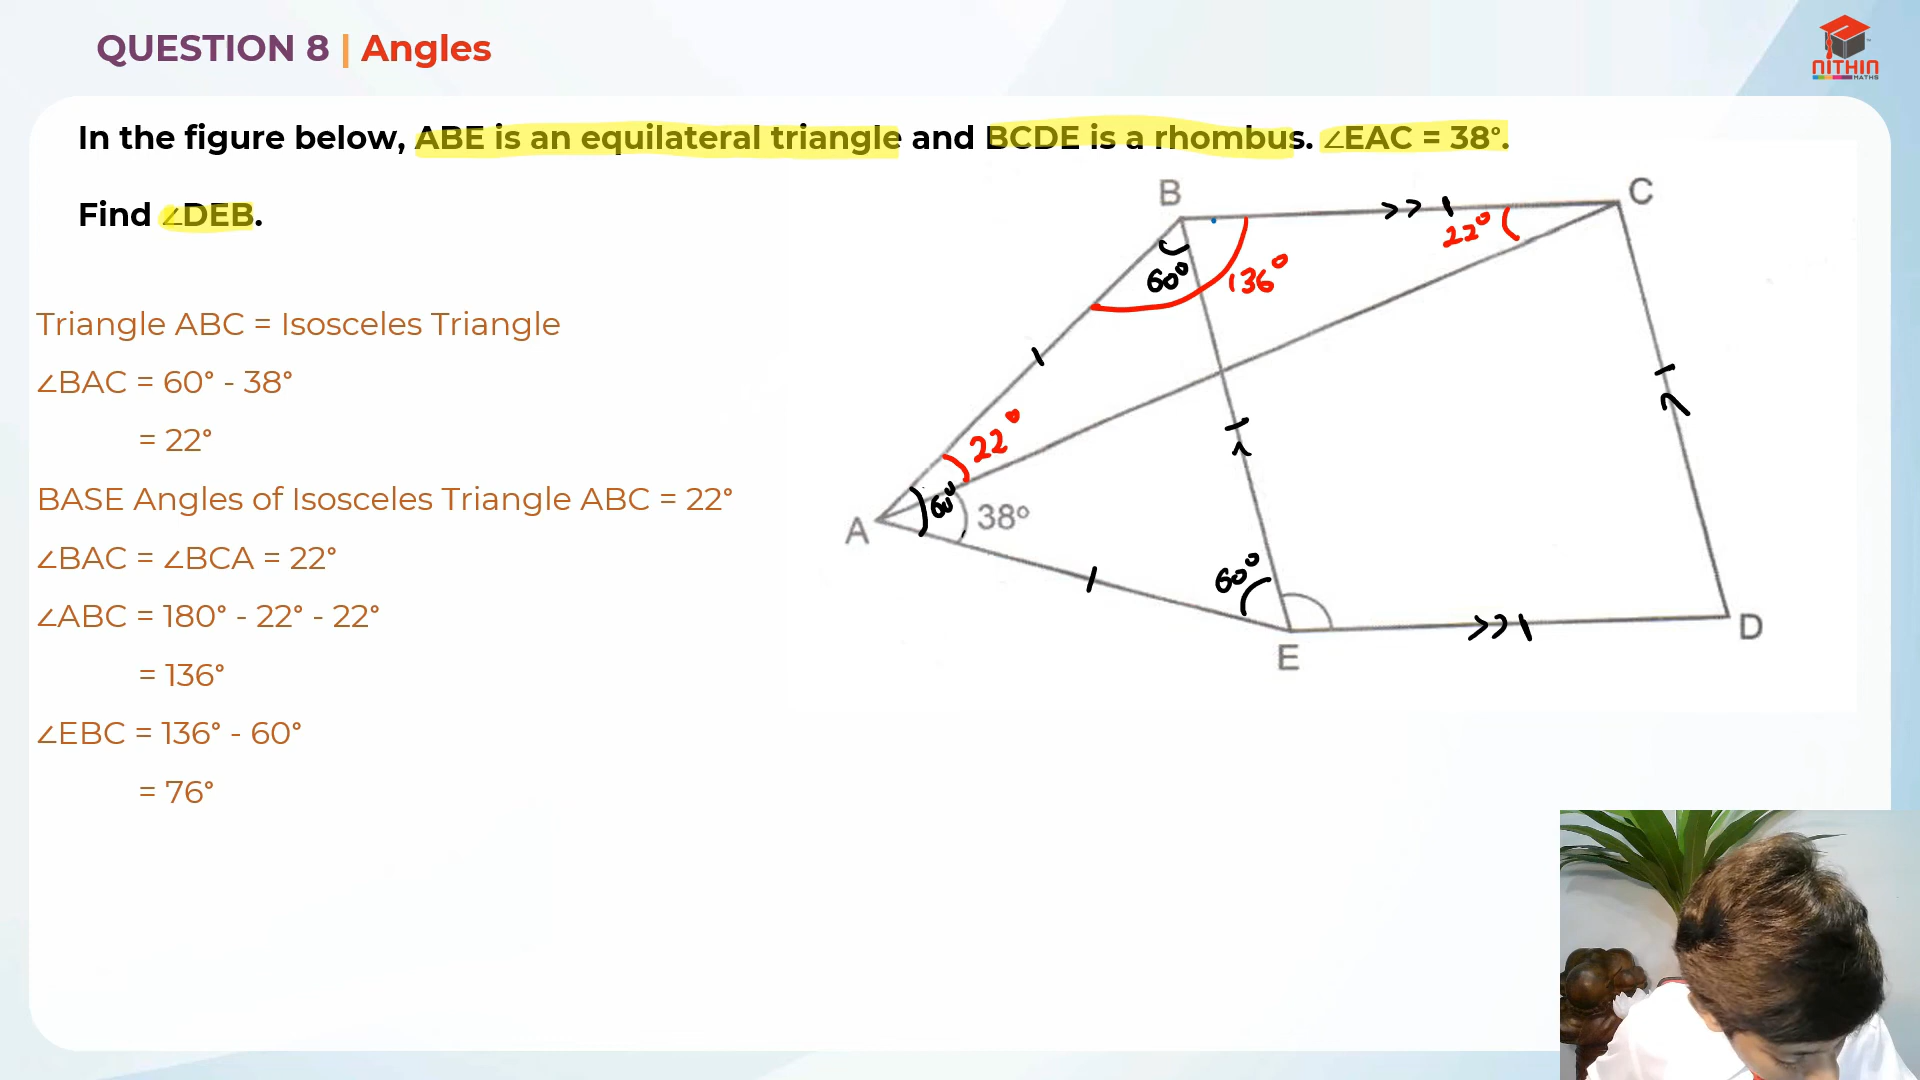 QUESTION 8 | Angles
NITHIN
MATHS
In the figure below, ABE is an equilateral triangle and BCDE is a rhombus. ∠EAC = 38°.
Find ∠DEB.
Triangle ABC = Isosceles Triangle
∠BAC = 60° - 38°
= 22°
BASE Angles of Isosceles Triangle ABC = 22°
∠BAC = ∠BCA = 22°
∠ABC = 180° - 22° - 22°
= 136°
∠EBC = 136° - 60°
= 76°
B
C
22°
60°
136°
22°
60°
38°
A
60°
E
D